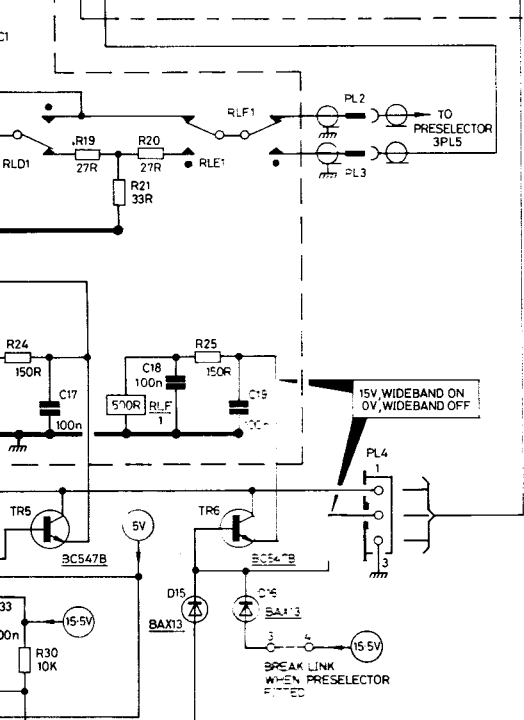 C1
RLF1
PL2
TO
PRESELECTOR
3PL5
R19
R20
27R
27R
RLD1
RLE1
PL3
R21
33R
R24
150R
C17
100n
C18
100n
R25
150R
500R
RLF
1
C19
100n
15V, WIDEBAND ON
0V, WIDEBAND OFF
PL4
1
3
TR5
BC547B
5V
TR6
BC547B
D15
BAX13
D16
BAX13
33
00n
15·5V
R30
10K
3
4
15·5V
BREAK LINK
WHEN PRESELECTOR
FITTED